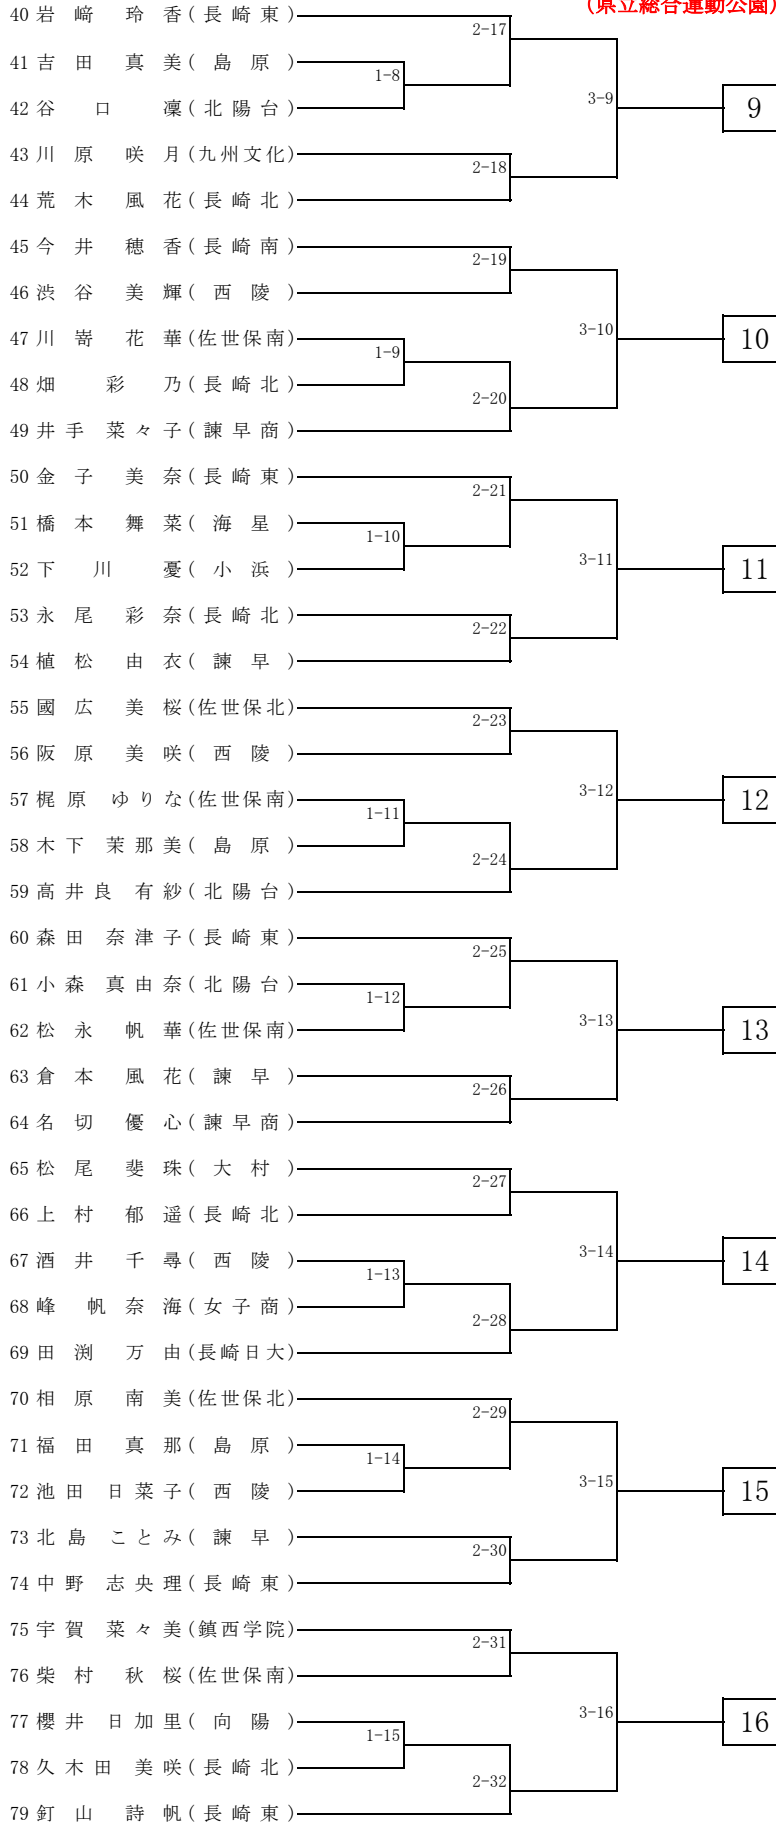 (県立総合運動公園)
40 岩﨑 玲香(長崎東)
2-17
41 吉田 真美(島原)
1-8
42 谷口 凜(北陽台)
3-9
9
43 川原 咲月(九州文化)
2-18
44 荒木 風花(長崎北)
45 今井 穂香(長崎南)
2-19
46 渋谷 美輝(西陵)
47 川嵜 花華(佐世保南)
3-10
10
1-9
48 畑 彩乃(長崎北)
2-20
49 井手 菜々子(諫早商)
50 金子 美奈(長崎東)
2-21
51 橋本 舞菜(海星)
1-10
52 下川 憂(小浜)
3-11
11
53 永尾 彩奈(長崎北)
2-22
54 植松 由衣(諫早)
55 國広 美桜(佐世保北)
2-23
56 阪原 美咲(西陵)
57 梶原 ゆりな(佐世保南)
3-12
12
1-11
58 木下 茉那美(島原)
2-24
59 高井良 有紗(北陽台)
60 森田 奈津子(長崎東)
2-25
61 小森 真由奈(北陽台)
1-12
62 松永 帆華(佐世保南)
3-13
13
63 倉本 風花(諫早)
2-26
64 名切 優心(諫早商)
65 松尾 斐珠(大村)
2-27
66 上村 郁遥(長崎北)
67 酒井 千尋(西陵)
3-14
14
1-13
68 峰 帆奈海(女子商)
2-28
69 田渕 万由(長崎日大)
70 相原 南美(佐世保北)
2-29
71 福田 真那(島原)
1-14
72 池田 日菜子(西陵)
3-15
15
73 北島 ことみ(諫早)
2-30
74 中野 志央理(長崎東)
75 宇賀 菜々美(鎮西学院)
2-31
76 柴村 秋桜(佐世保南)
77 櫻井 日加里(向陽)
3-16
16
1-15
78 久木田 美咲(長崎北)
2-32
79 釘山 詩帆(長崎東)